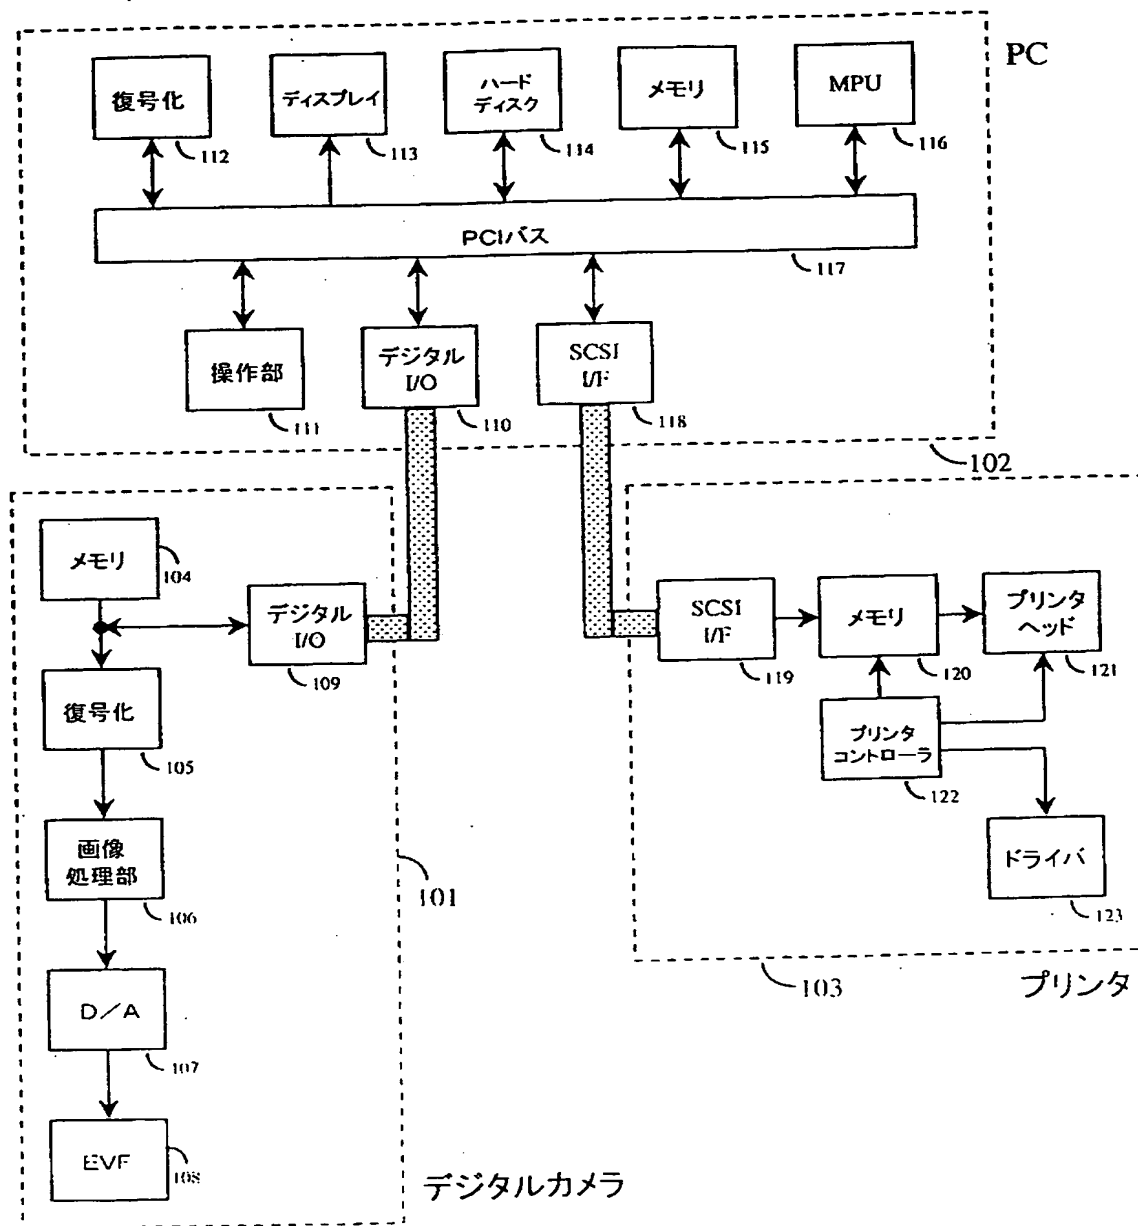 PC
復号化
112
ディスプレイ
113
ハード
ディスク
114
メモリ
115
MPU
116
PCIバス
117
操作部
111
デジタル
I/O
110
SCSI
I/F
118
102
メモリ
104
デジタル
I/O
109
復号化
105
画像
処理部
106
D/A
107
EVF
108
101
デジタルカメラ
SCSI
I/F
119
メモリ
120
プリンタ
ヘッド
121
プリンタ
コントローラ
122
ドライバ
123
103
プリンタ